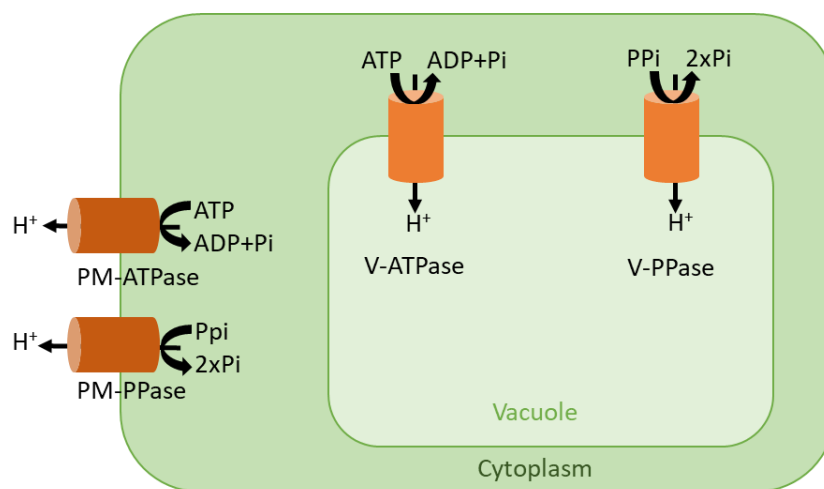 ATP ADP+Pi
PPi 2xPi
H⁺
V-ATPase
H⁺
V-PPase
H⁺
ATP
ADP+Pi
PM-ATPase
H⁺
Ppi
2xPi
PM-PPase
Vacuole
Cytoplasm